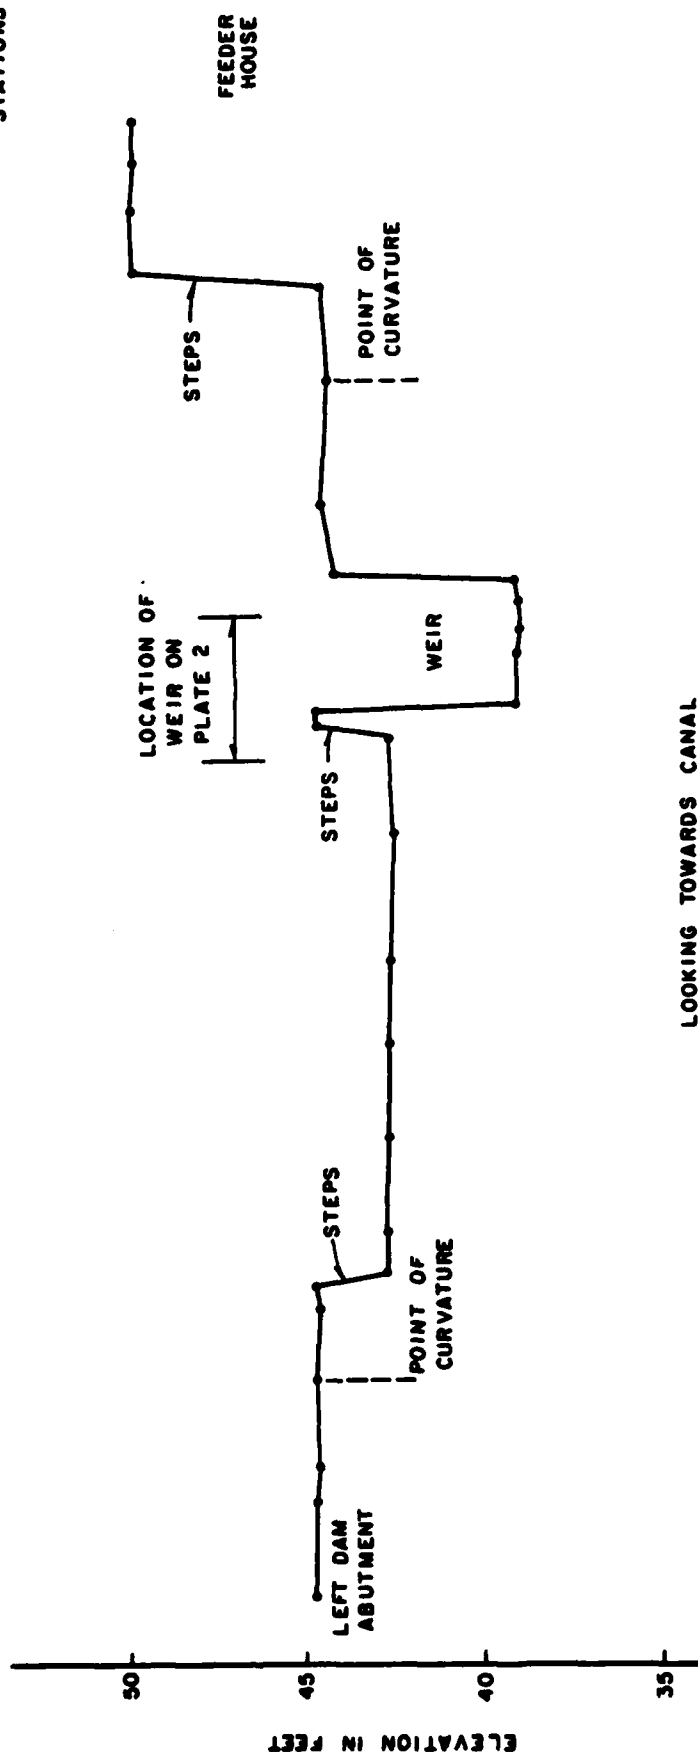 STATIONS
FEEDER
HOUSE
STEPS
POINT OF
CURVATURE
LOCATION OF
WEIR ON
PLATE 2
WEIR
STEPS
STEPS
POINT OF
CURVATURE
LEFT DAM
ABUTMENT
50
45
40
35
ELEVATION IN FEET
LOOKING TOWARDS CANAL